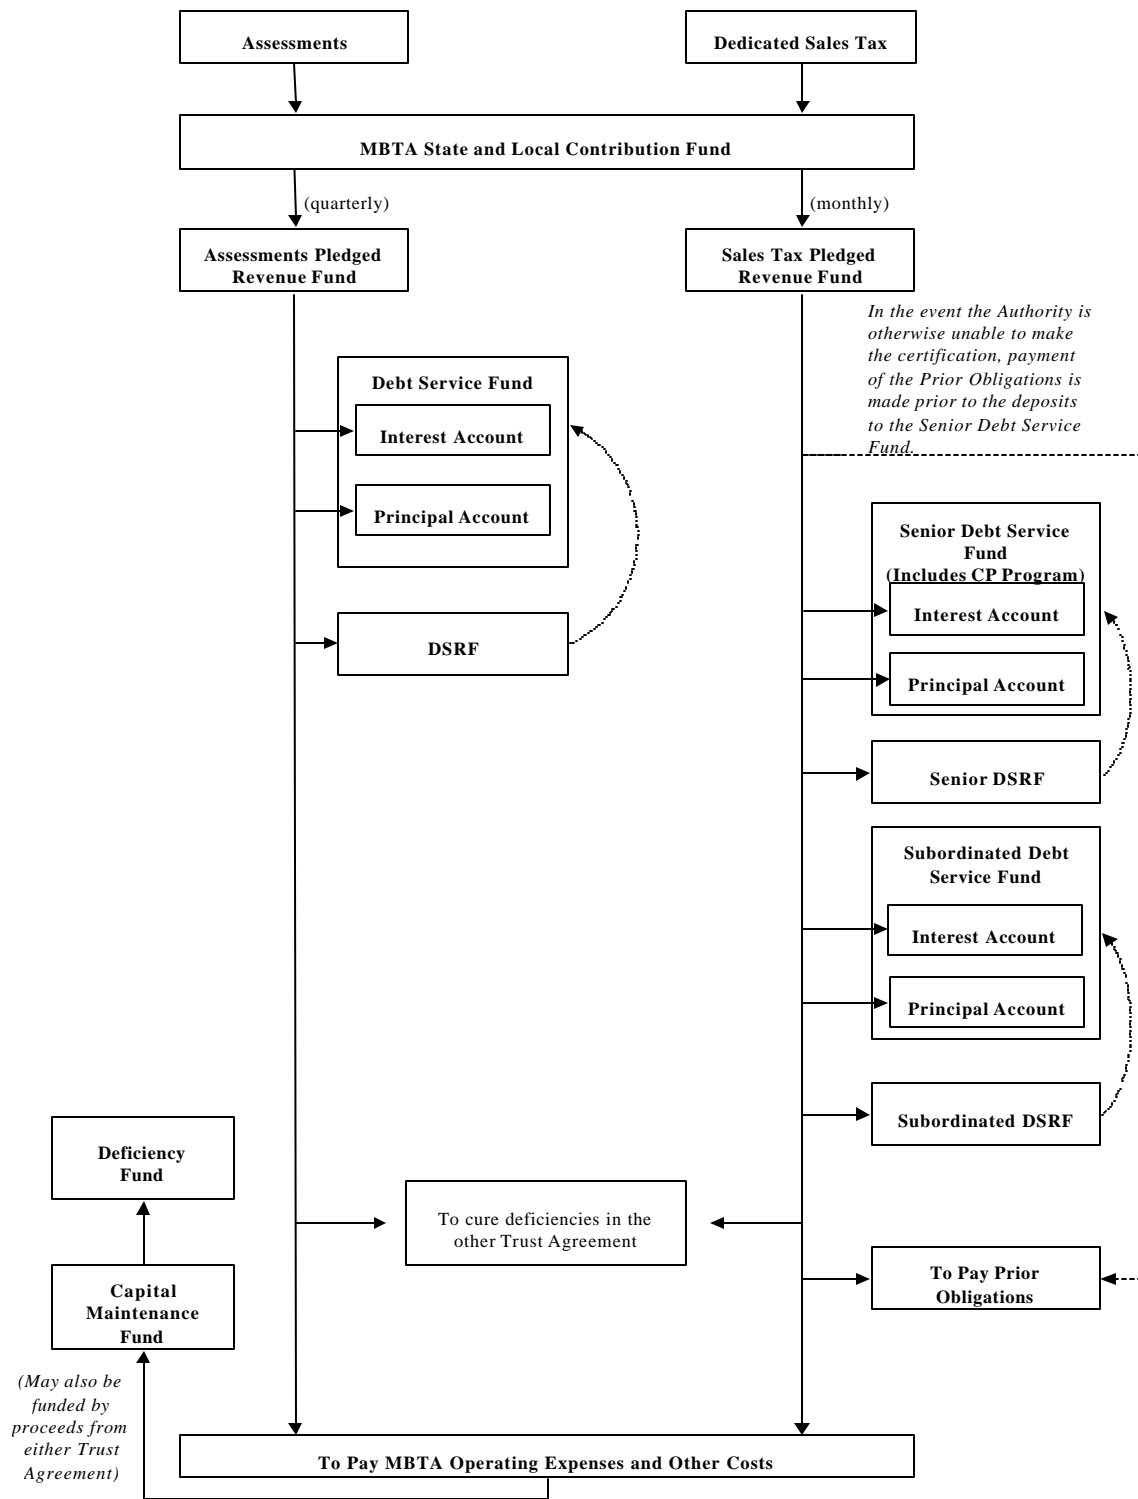 Assessments
Dedicated Sales Tax
MBTA State and Local Contribution Fund
(quarterly)
(monthly)
Assessments Pledged
Revenue Fund
Sales Tax Pledged
Revenue Fund
In the event the Authority is
otherwise unable to make
the certification, payment
of the Prior Obligations is
made prior to the deposits
to the Senior Debt Service
Fund.
Debt Service Fund
Interest Account
Principal Account
DSRF
Senior Debt Service
Fund
(Includes CP Program)
Interest Account
Principal Account
Senior DSRF
Subordinated Debt
Service Fund
Interest Account
Principal Account
Subordinated DSRF
Deficiency
Fund
To cure deficiencies in the
other Trust Agreement
To Pay Prior
Obligations
Capital
Maintenance
Fund
(May also be
funded by
proceeds from
either Trust
Agreement)
To Pay MBTA Operating Expenses and Other Costs